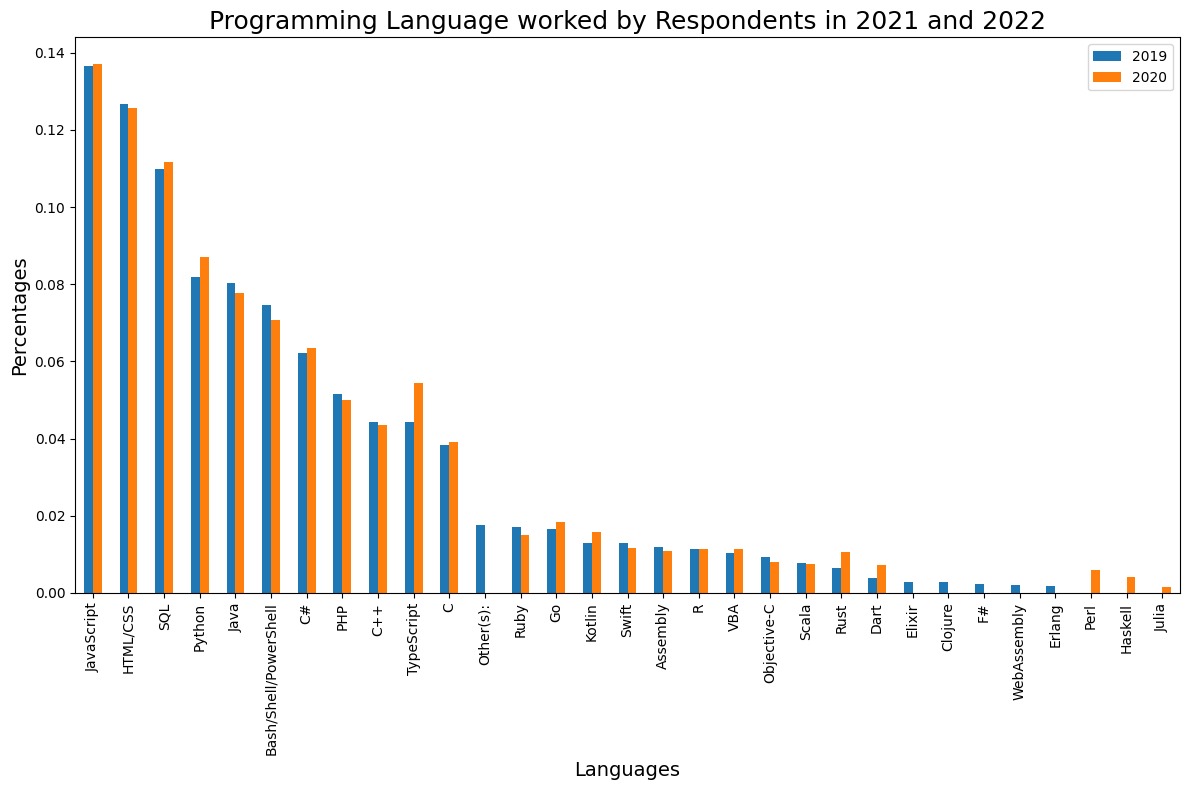 Programming Language worked by Respondents in 2021 and 2022
2019
2020
Percentages
0.14
0.12
0.10
0.08
0.06
0.04
0.02
0.00
JavaScript
HTML/CSS
SQL
Python
Java
Bash/Shell/PowerShell
C#
PHP
C++
TypeScript
C
Other(s):
Ruby
Go
Kotlin
Swift
Assembly
R
VBA
Objective-C
Scala
Rust
Dart
Elixir
Clojure
F#
WebAssembly
Erlang
Perl
Haskell
Julia
Languages